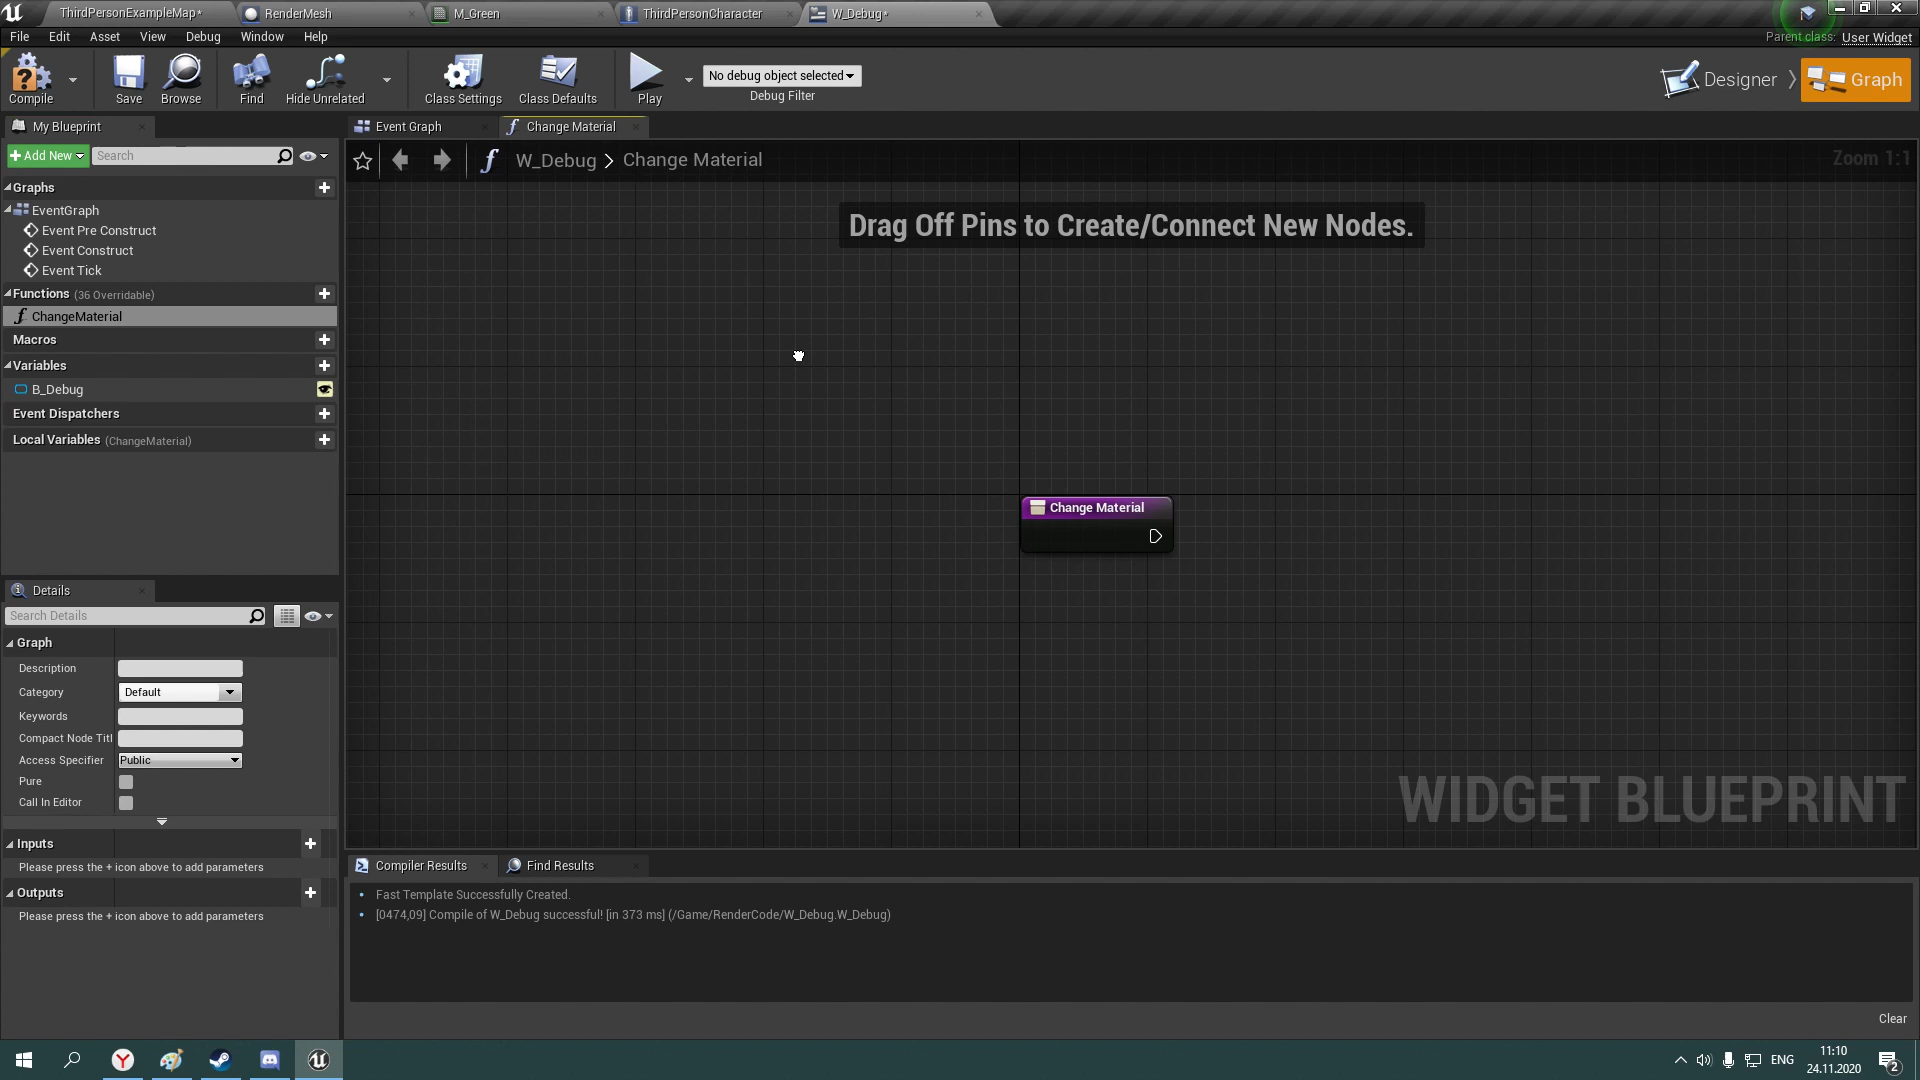 ThirdPersonExampleMap*
RenderMesh
M_Green
ThirdPersonCharacter
W_Debug*
File
Edit
Asset
View
Debug
Window
Help
Parent class: User Widget
Compile
Save
Browse
Find
Hide Unrelated
Class Settings
Class Defaults
Play
No debug object selected
Debug Filter
Designer
Graph
My Blueprint
Event Graph
Change Material
Add New
Search
W_Debug > Change Material
Zoom 1:1
Graphs
EventGraph
Event Pre Construct
Event Construct
Event Tick
Functions (36 Overridable)
ChangeMaterial
Macros
Variables
B_Debug
Event Dispatchers
Local Variables (ChangeMaterial)
Drag Off Pins to Create/Connect New Nodes.
Change Material
WIDGET BLUEPRINT
Details
Search Details
Graph
Description
Category
Default
Keywords
Compact Node Titl
Access Specifier
Public
Pure
Call In Editor
Inputs
Please press the + icon above to add parameters
Outputs
Please press the + icon above to add parameters
Compiler Results
Find Results
Fast Template Successfully Created.
[0474,09] Compile of W_Debug successful! [in 373 ms] (/Game/RenderCode/W_Debug.W_Debug)
Clear
ENG
11:10
24.11.2020
2